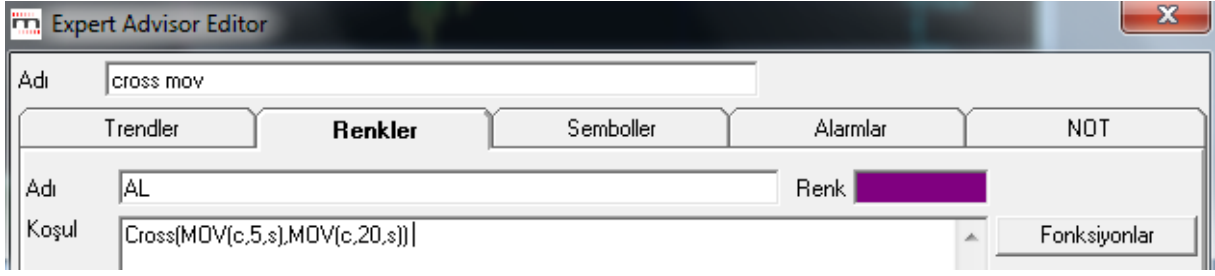 Expert Advisor Editor
Adı cross mov
Trendler Renkler Semboller Alarmlar NOT
Adı AL Renk
Koşul Cross(MOV(c,5,s),MOV(c,20,s)) Fonksiyonlar